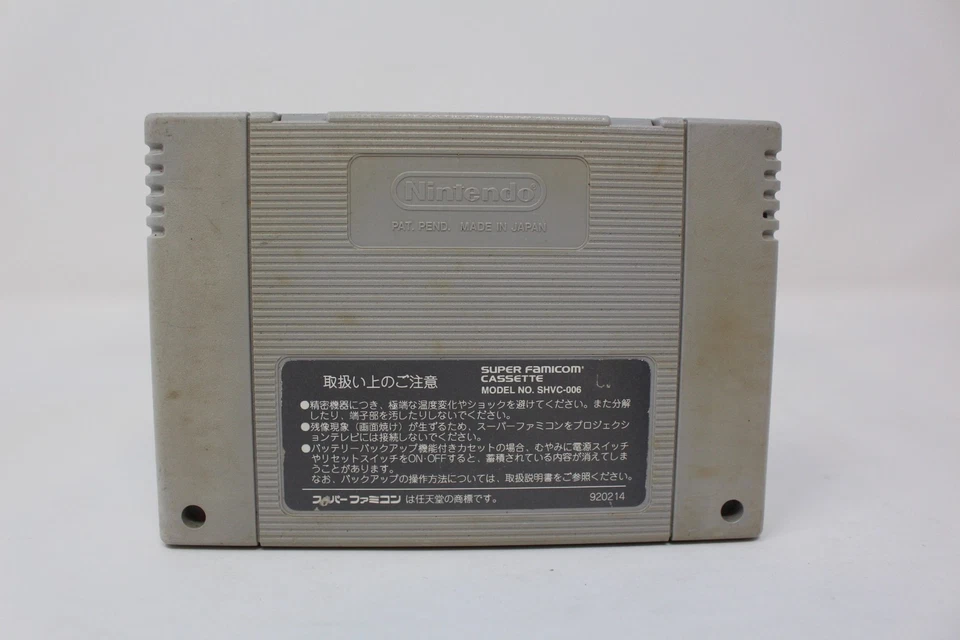 Nintendo®
PAT. PEND. MADE IN JAPAN
取扱い上のご注意
SUPER FAMICOM®
CASSETTE
MODEL NO. SHVC-006
●精密機器につき、極端な温度変化やショックを避けてください。また分解
したり、端子部を汚したりしないでください。
●残像現象(画面焼け)が生ずるため、スーパーファミコンをプロジェクシ
ョンテレビには接続しないでください。
●バッテリーバックアップ機能付きカセットの場合、むやみに電源スイッチ
やリセットスイッチをON・OFFすると、蓄積されている内容が消えてしま
うことがあります。
なお、バックアップの操作方法については、取扱説明書をご参照ください。
スーパーファミコン は任天堂の商標です。
920214